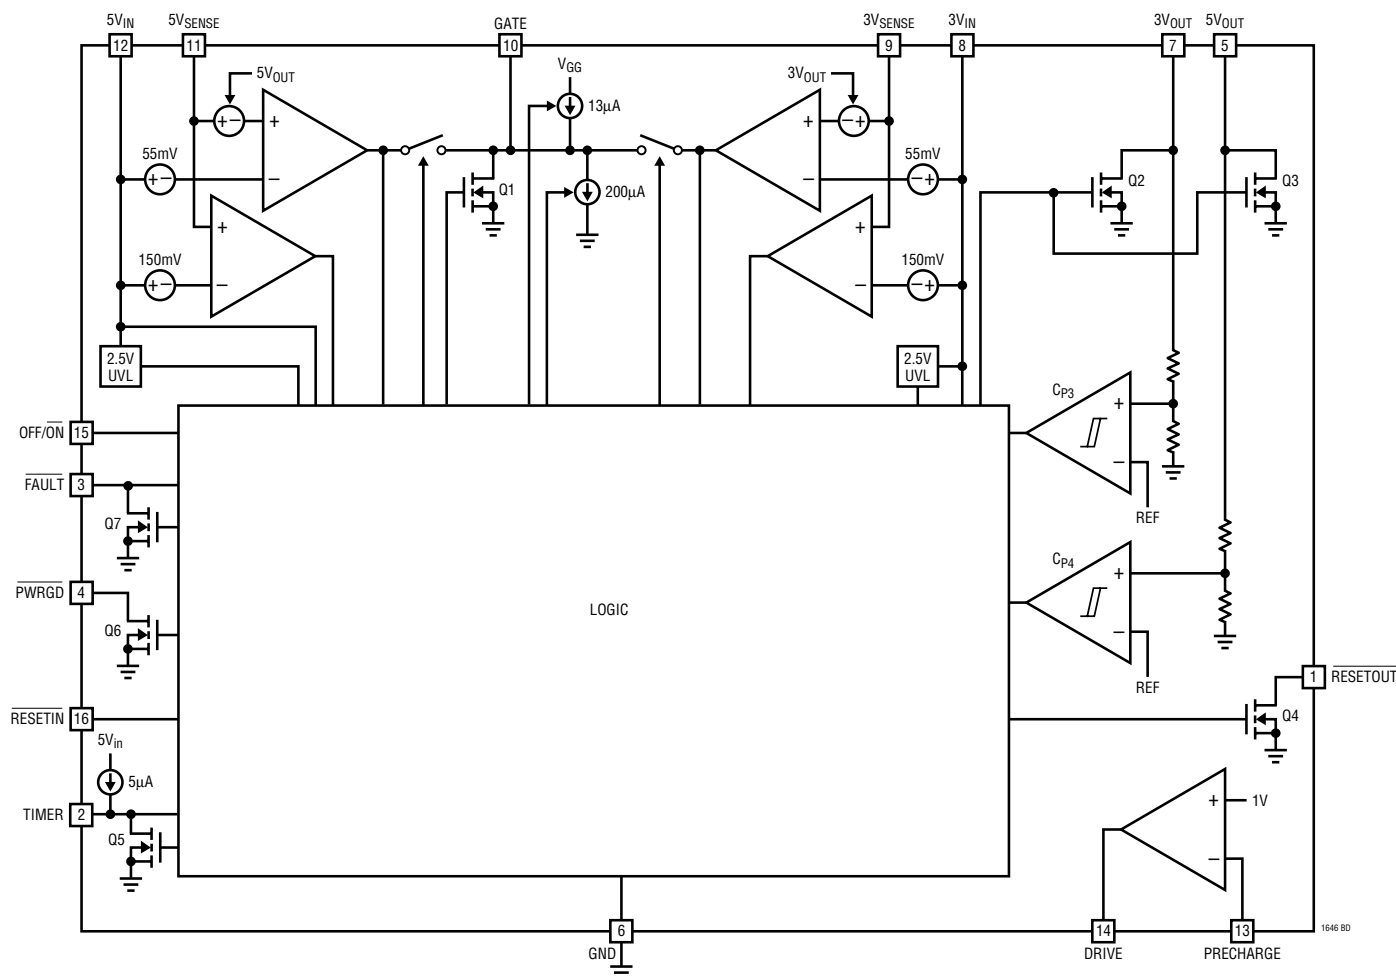 5VIN 5VSENSE GATE 3VSENSE 3VIN 3VOUT 5VOUT
12 11 10 9 8 7 5
VGG
5VOUT 3VOUT
13µA
+ − + + − +
55mV 55mV
+ − − − − +
Q1 200µA Q2 Q3
+ +
150mV 150mV
+ − − − − +
2.5V UVL 2.5V UVL
CP3
+
OFF/ON 15
−
FAULT 3
REF
Q7
CP4
+
PWRGD 4
LOGIC
Q6
−
REF
1 RESETOUT
RESETIN 16
Q4
5Vin
5µA
+ 1V
TIMER 2
Q5
−
6 14 13
1646 BD
GND DRIVE PRECHARGE